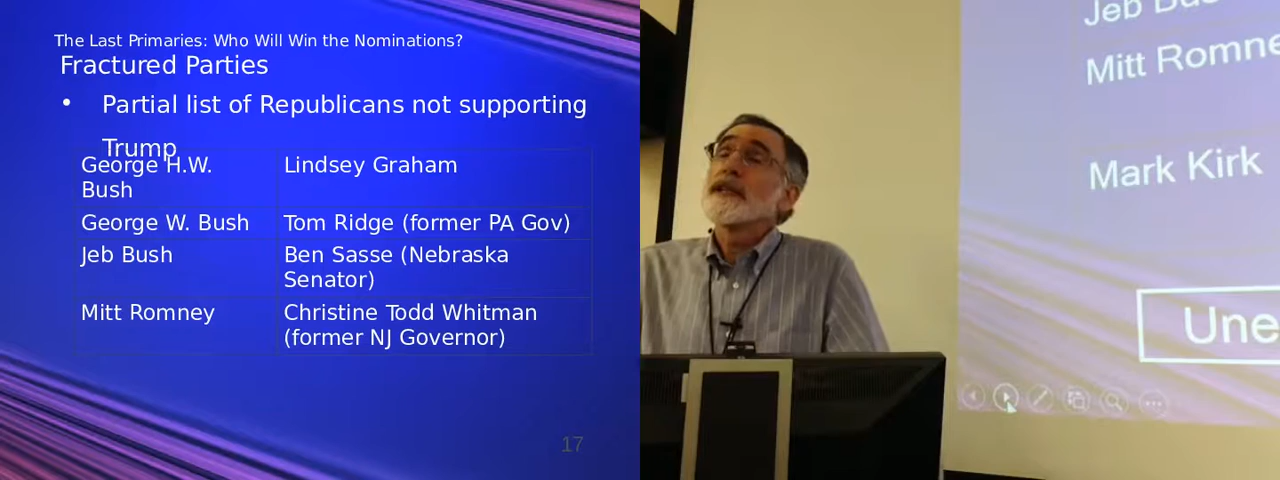 The Last Primaries: Who Will Win the Nominations?
Fractured Parties
• Partial list of Republicans not supporting
Trump
George H.W.
Bush
Lindsey Graham
George W. Bush
Tom Ridge (former PA Gov)
Jeb Bush
Ben Sasse (Nebraska
Senator)
Mitt Romney
Christine Todd Whitman
(former NJ Governor)
17
Jeb Bus
Mitt Romne
Mark Kirk
Une